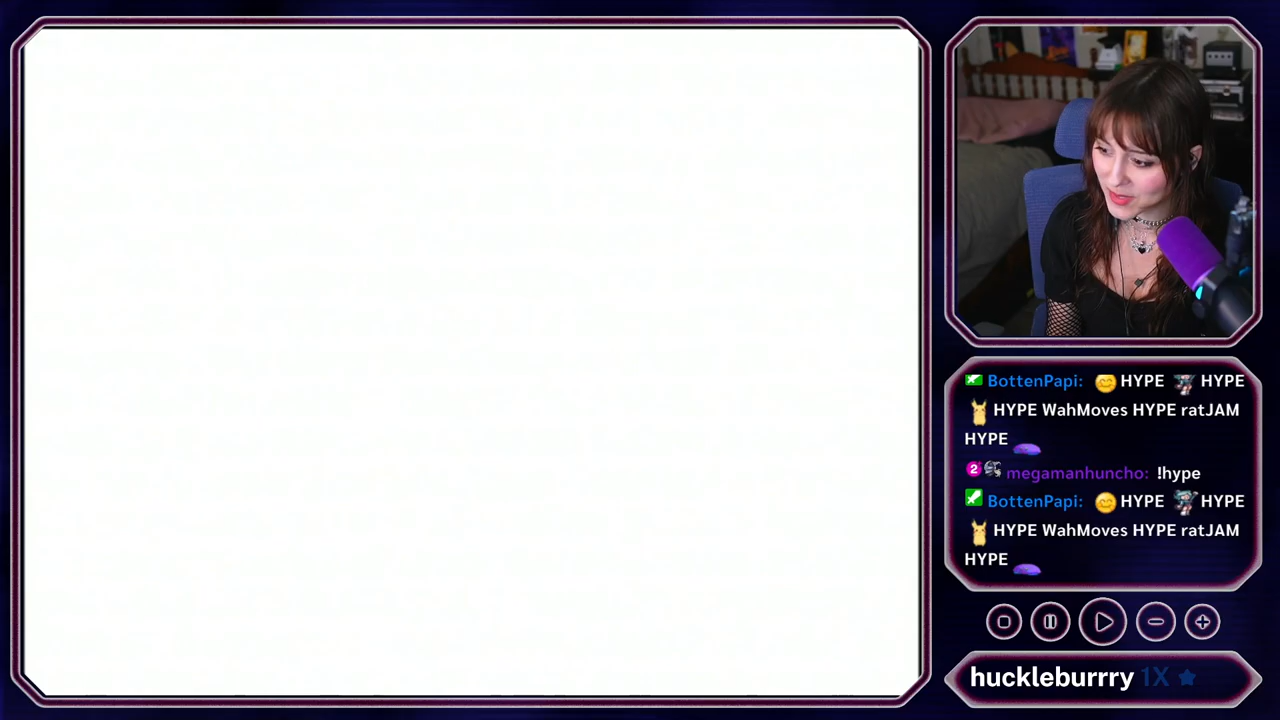 BottenPapi: HYPE HYPE
HYPE WahMoves HYPE ratJAM
HYPE
2 megamanhuncho: !hype
BottenPapi: HYPE HYPE
HYPE WahMoves HYPE ratJAM
HYPE
huckleburrry 1X